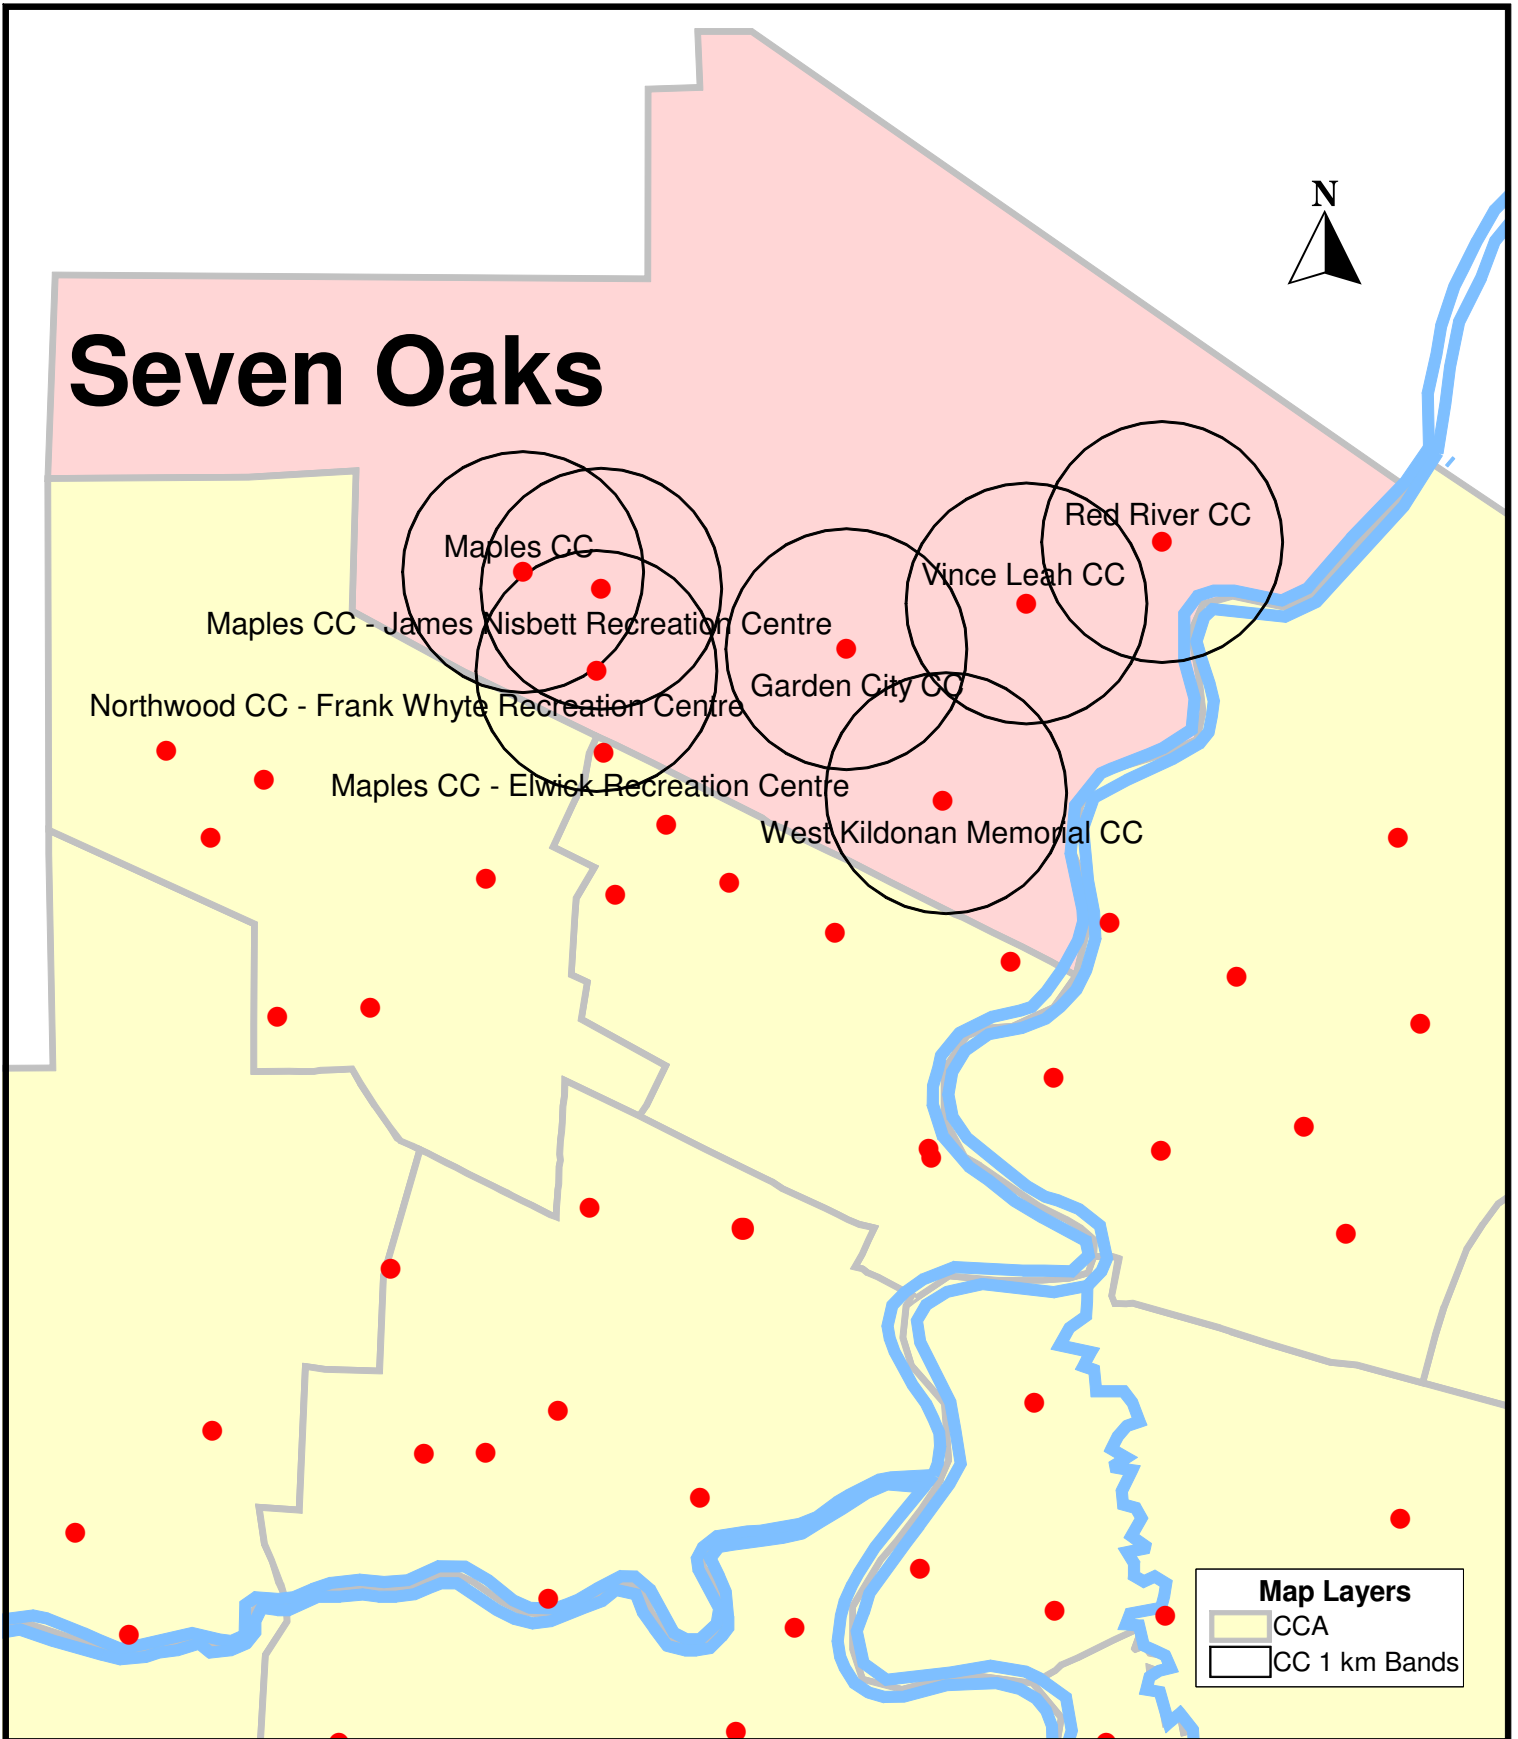 N
Seven Oaks
Red River CC
Maples CC
Vince Leah CC
Maples CC - James Nisbett Recreation Centre
Garden City CC
Northwood CC - Frank Whyte Recreation Centre
Maples CC - Elwick Recreation Centre
West Kildonan Memorial CC
Map Layers
CCA
CC 1 km Bands